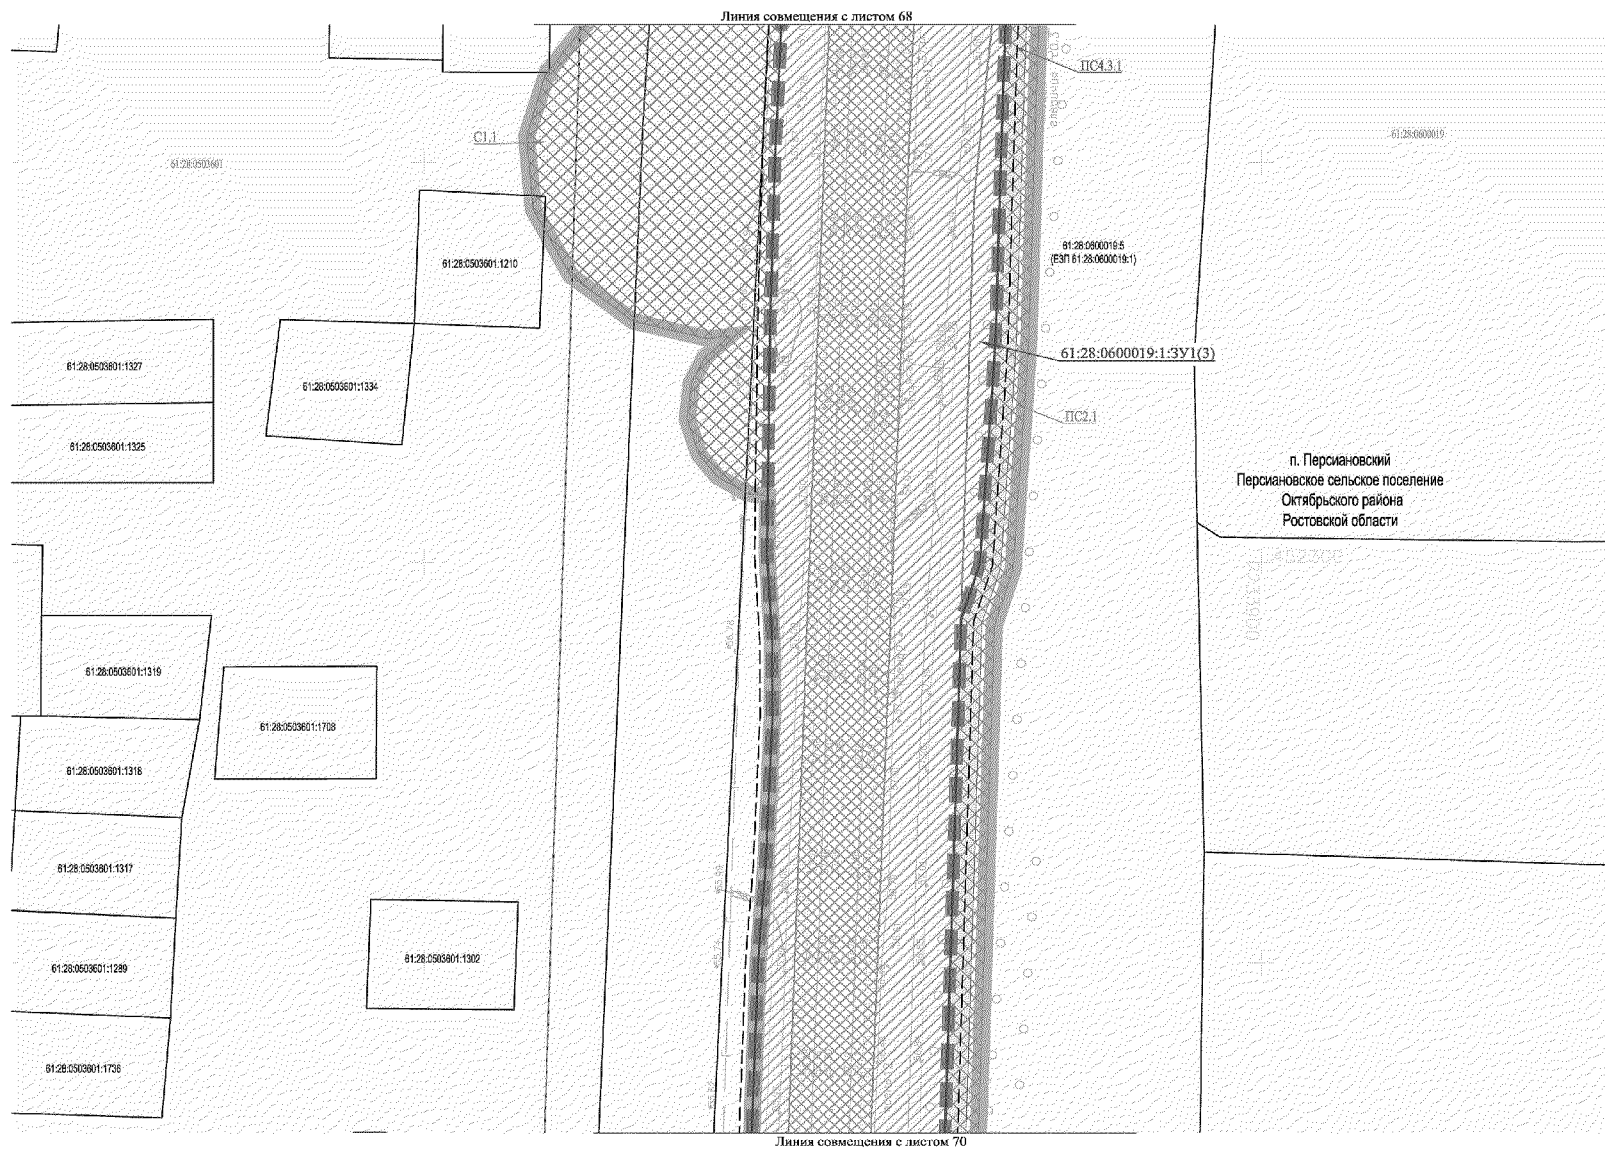 Линия совмещения с листом 68
ПС4.3.1
С1.1
61:28:0503601
61:28:0600019
61:28:0600019:5
(ЕЗП 61:28:0600019:1)
61:28:0503601:1210
61:28:0600019:1:ЗУ1(3)
61:28:0503601:1327
61:28:0503601:1334
ПС2.1
61:28:0503601:1325
п. Персиановский
Персиановское сельское поселение
Октябрьского района
Ростовской области
61:28:0503601:1319
61:28:0503601:1708
61:28:0503601:1318
61:28:0503601:1317
61:28:0503601:1302
61:28:0503601:1289
61:28:0503601:1736
Линия совмещения с листом 70